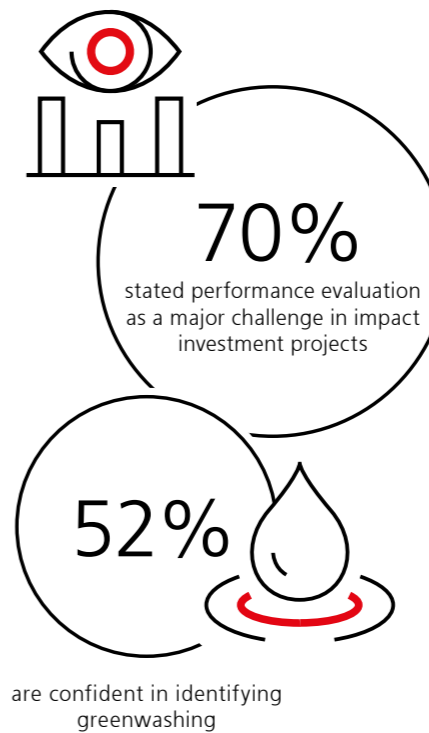 70%
stated performance evaluation
as a major challenge in impact
investment projects
52%
are confident in identifying
greenwashing